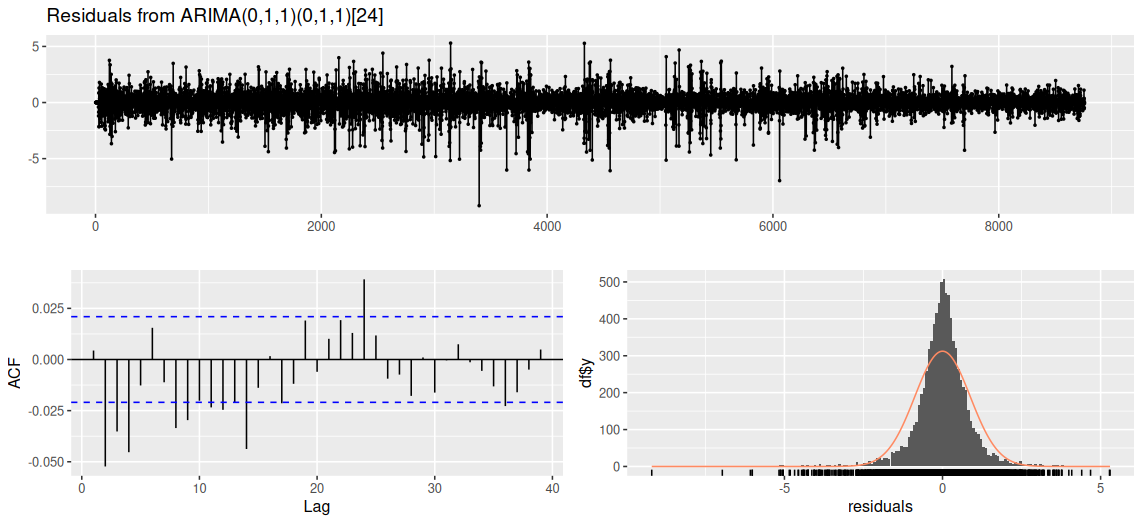 Residuals from ARIMA(0,1,1)(0,1,1)[24]
5
0
-5
0 2000 4000 6000 8000
ACF
0.025
0.000
-0.025
-0.050
0 10 20 30 40
Lag
df$y
500
400
300
200
100
0
-5 0 5
residuals